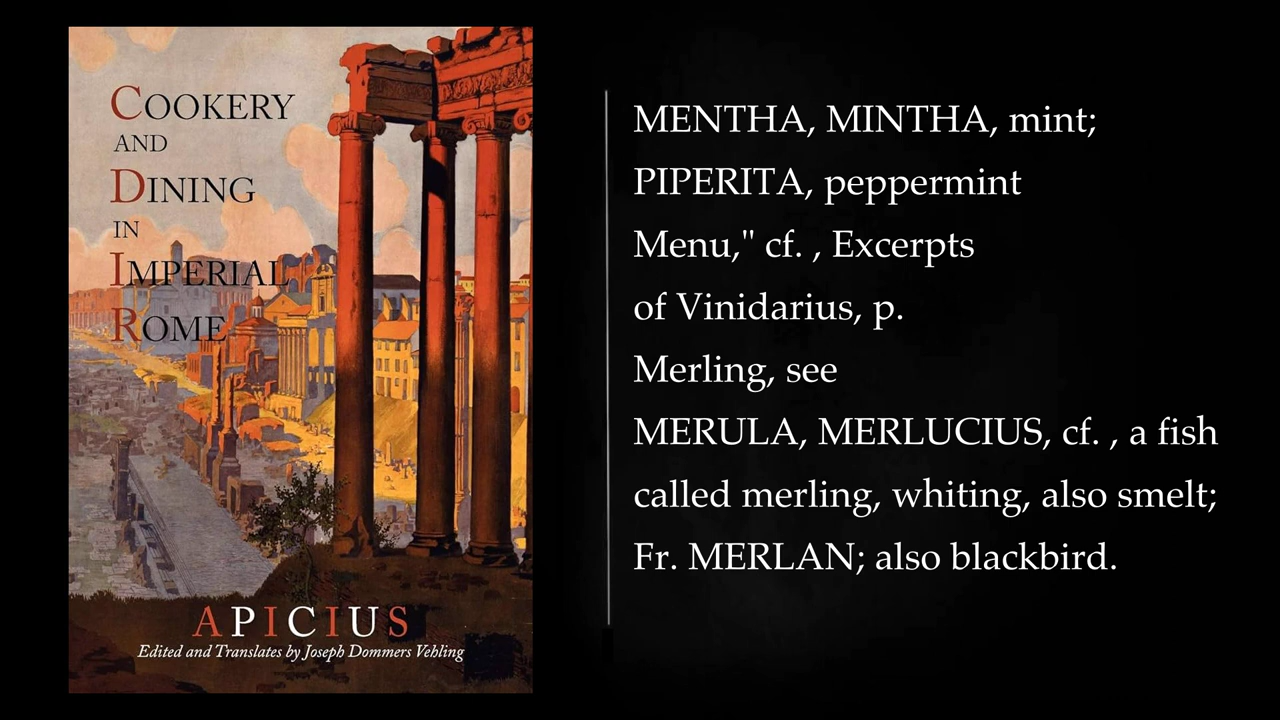 COOKERY
AND
DINING
IN
IMPERIAL
ROME
APICIUS
Edited and Translates by Joseph Dommers Vehling
MENTHA, MINTHA, mint;
PIPERITA, peppermint
Menu," cf. , Excerpts
of Vinidarius, p.
Merling, see
MERULA, MERLUCIUS, cf. , a fish
called merling, whiting, also smelt;
Fr. MERLAN; also blackbird.